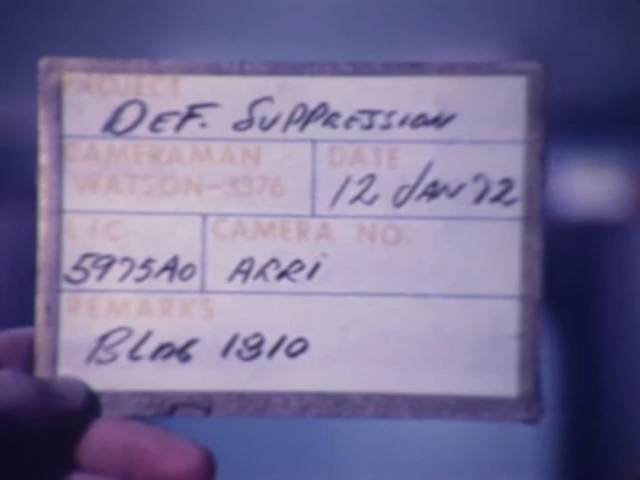 PROJECT
DEF. SUPPRESSION
CAMERAMAN DATE
WATSON-3376 12 JAN 72
CAMERA NO.
5975A0 ARRI
REMARKS
BLDG 1810